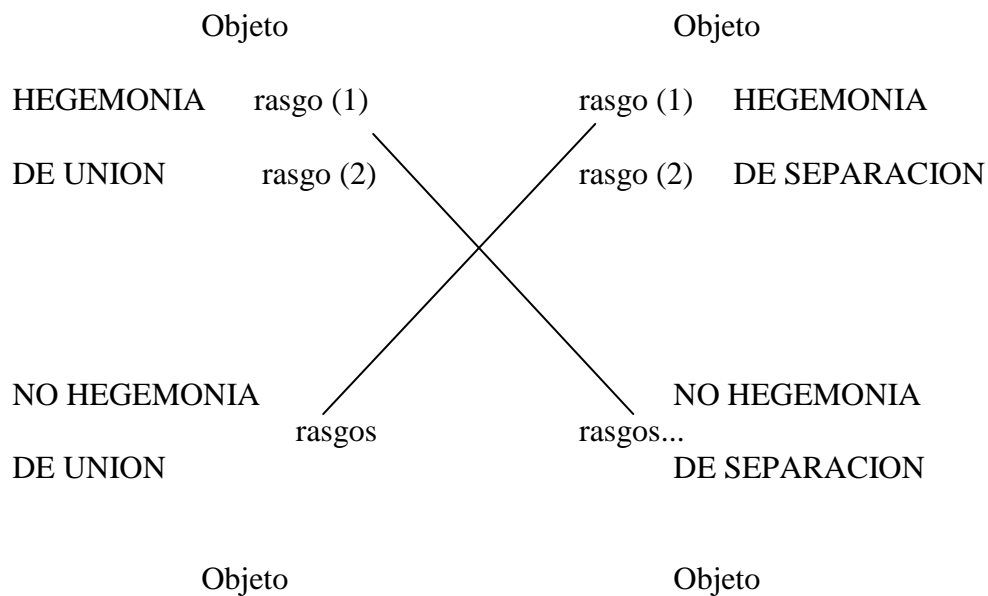 Objeto Objeto
HEGEMONIA rasgo (1) rasgo (1) HEGEMONIA
DE UNION rasgo (2) rasgo (2) DE SEPARACION
NO HEGEMONIA NO HEGEMONIA
rasgos rasgos...
DE UNION DE SEPARACION
Objeto Objeto